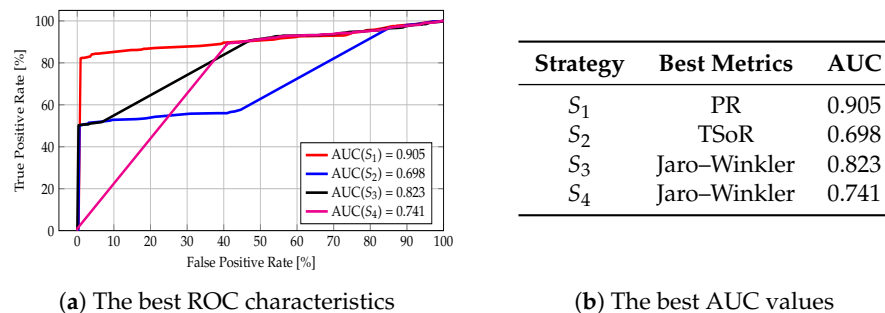 100
80
60
40
20
0
True Positive Rate [%]
AUC(S1) = 0.905
AUC(S2) = 0.698
AUC(S3) = 0.823
AUC(S4) = 0.741
0 10 20 30 40 50 60 70 80 90 100
False Positive Rate [%]
(a) The best ROC characteristics
Strategy Best Metrics AUC
S1 PR 0.905
S2 TSoR 0.698
S3 Jaro–Winkler 0.823
S4 Jaro–Winkler 0.741
(b) The best AUC values